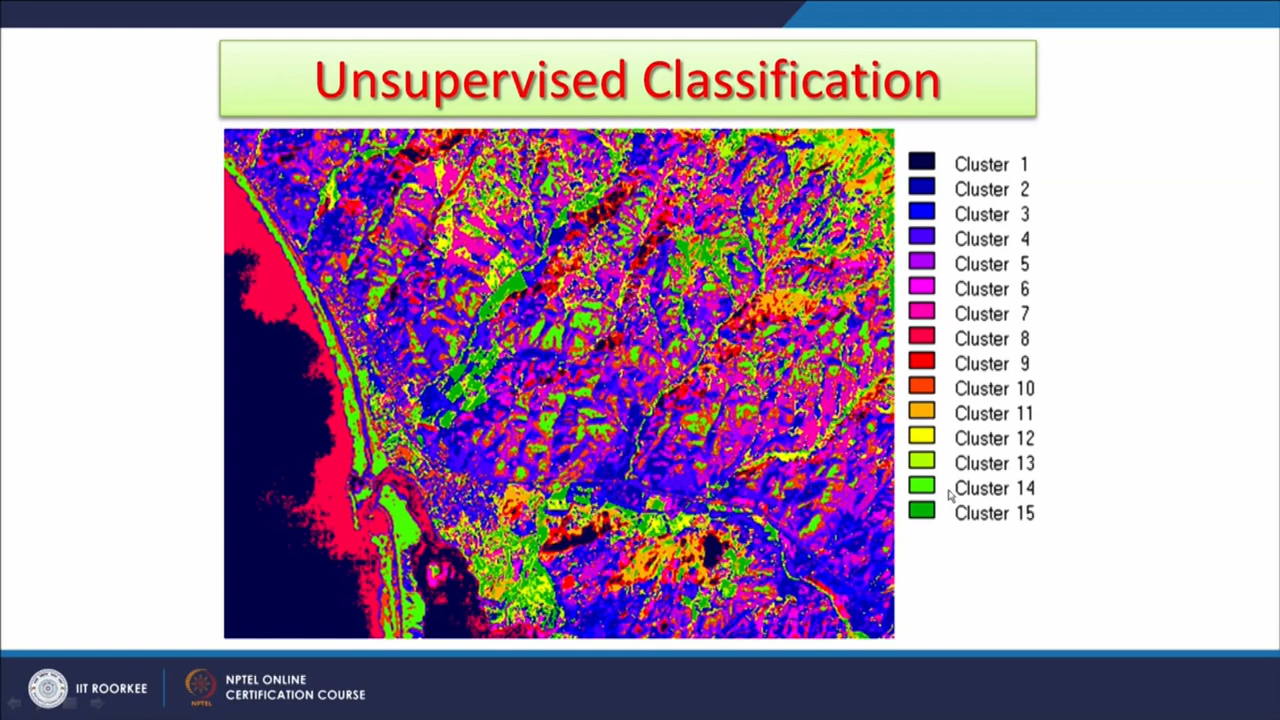 Unsupervised Classification
Cluster 1
Cluster 2
Cluster 3
Cluster 4
Cluster 5
Cluster 6
Cluster 7
Cluster 8
Cluster 9
Cluster 10
Cluster 11
Cluster 12
Cluster 13
Cluster 14
Cluster 15
IIT ROORKEE
NPTEL
NPTEL ONLINE
CERTIFICATION COURSE